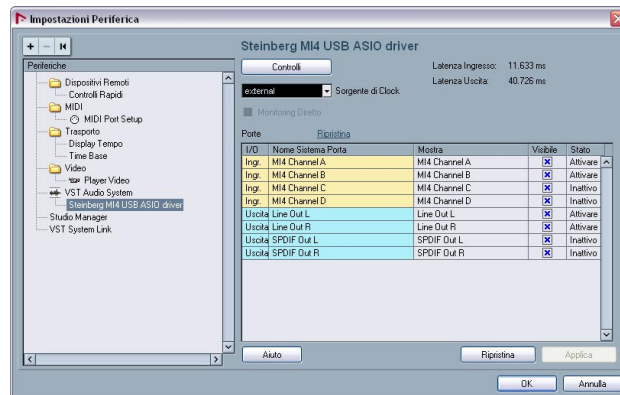 Impostazioni Periferica
Periferiche
Dispositivi Remoti
Controlli Rapidi
MIDI
MIDI Port Setup
Trasporto
Display Tempo
Time Base
Video
Player Video
VST Audio System
Steinberg MI4 USB ASIO driver
Studio Manager
VST System Link
Steinberg MI4 USB ASIO driver
Controlli
Latenza Ingresso: 11.633 ms
Latenza Uscita: 40.726 ms
external Sorgente di Clock
Monitoring Diretto
Porte Ripristina
I/O Nome Sistema Porta Mostra Visibile Stato
Ingr. MI4 Channel A MI4 Channel A Attivare
Ingr. MI4 Channel B MI4 Channel B Attivare
Ingr. MI4 Channel C MI4 Channel C Inattivo
Ingr. MI4 Channel D MI4 Channel D Inattivo
Uscita Line Out L Line Out L Attivare
Uscita Line Out R Line Out R Attivare
Uscita SPDIF Out L SPDIF Out L Inattivo
Uscita SPDIF Out R SPDIF Out R Inattivo
Aiuto Ripristina Applica
OK Annulla